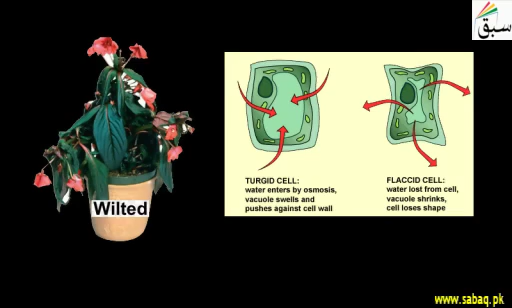 سبق
Wilted
TURGID CELL:
water enters by osmosis,
vacuole swells and
pushes against cell wall
FLACCID CELL:
water lost from cell,
vacuole shrinks,
cell loses shape
www.sabaq.pk